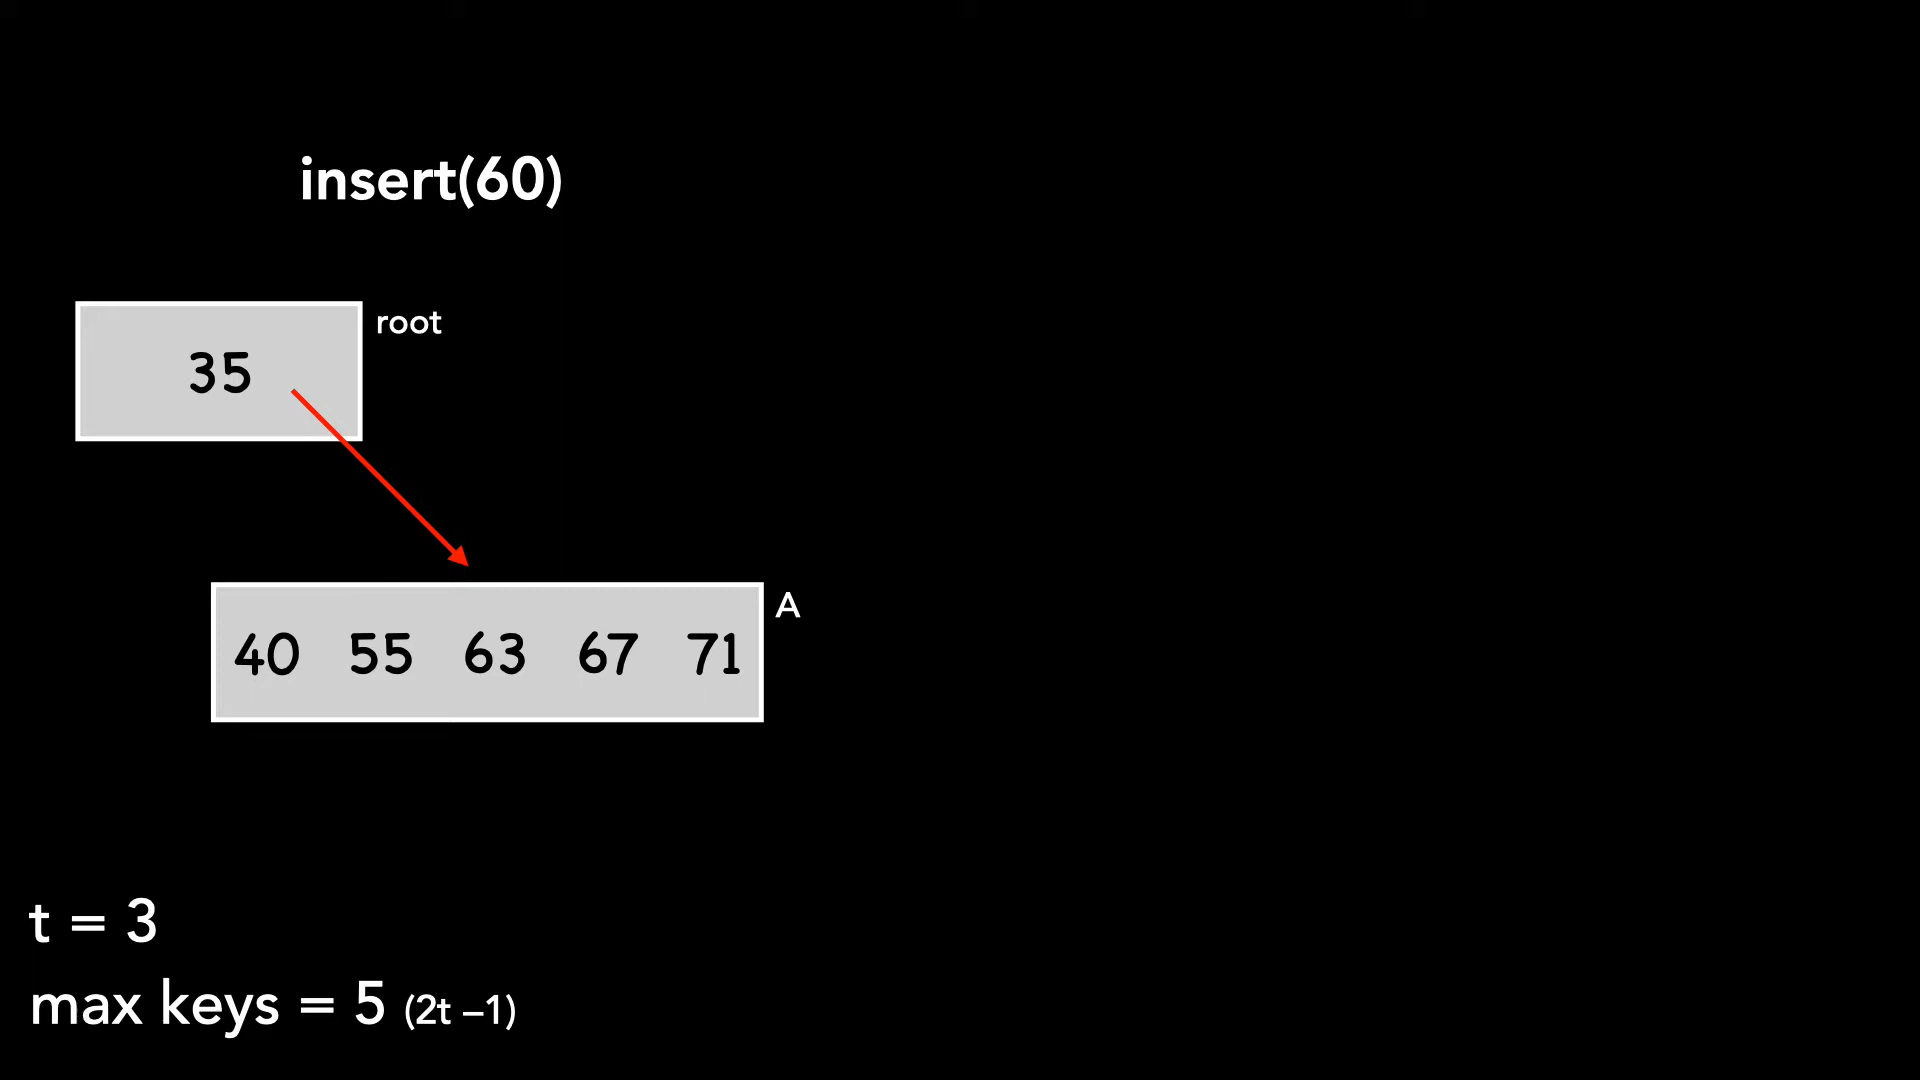 insert(60)
root
35
A
40 55 63 67 71
t = 3
max keys = 5 (2t –1)